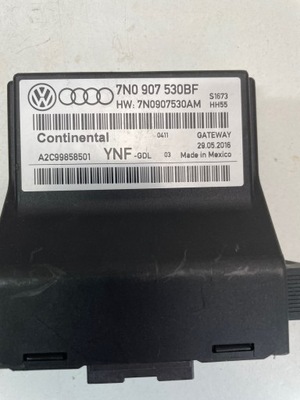 7N0 907 530BF S1673
HW: 7N0907530AM HH55
Continental 0411 GATEWAY
29.05.2016
A2C99858501 YNF -GDL 03 Made in Mexico